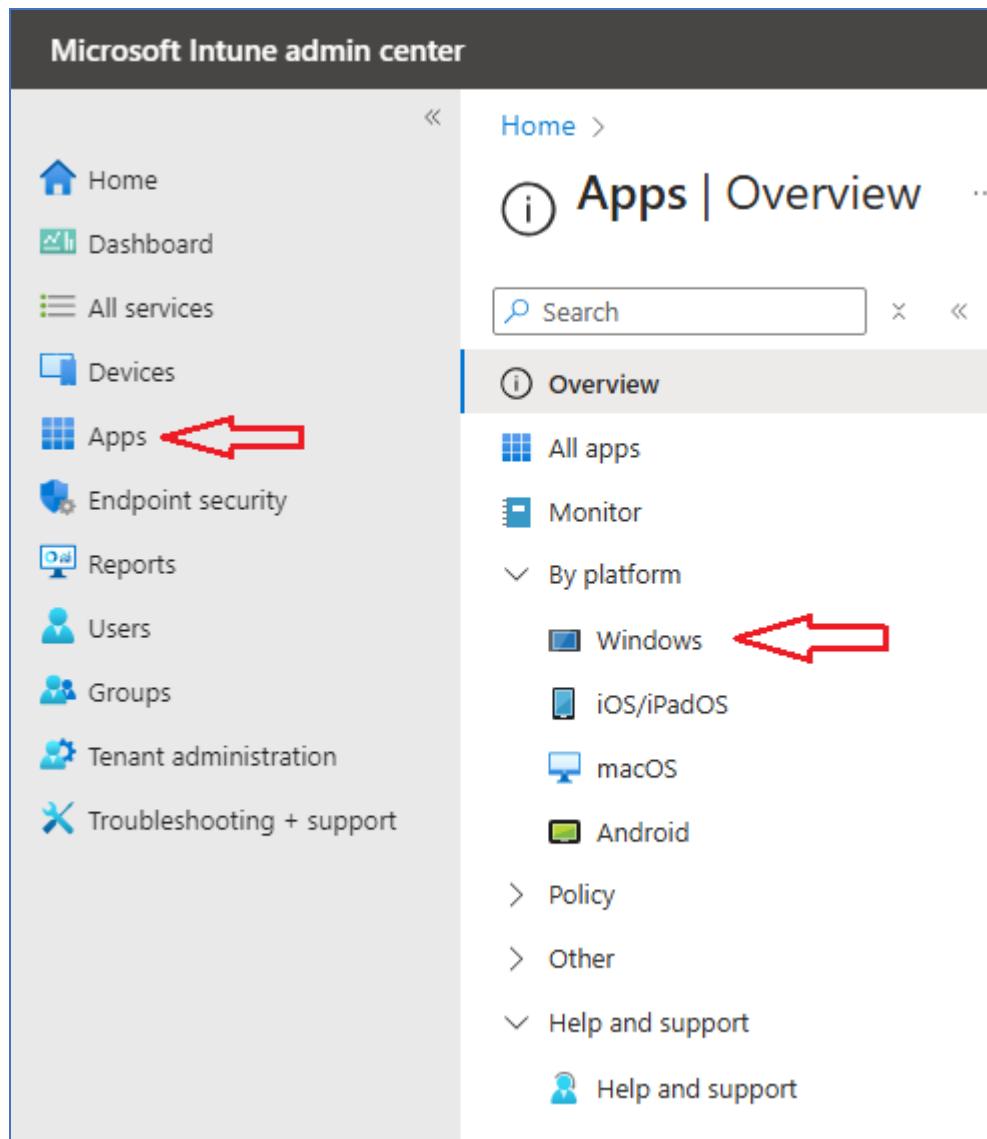 Microsoft Intune admin center
Home
Dashboard
All services
Devices
Apps
Endpoint security
Reports
Users
Groups
Tenant administration
Troubleshooting + support
Home >
Apps | Overview ...
Search
Overview
All apps
Monitor
By platform
Windows
iOS/iPadOS
macOS
Android
Policy
Other
Help and support
Help and support